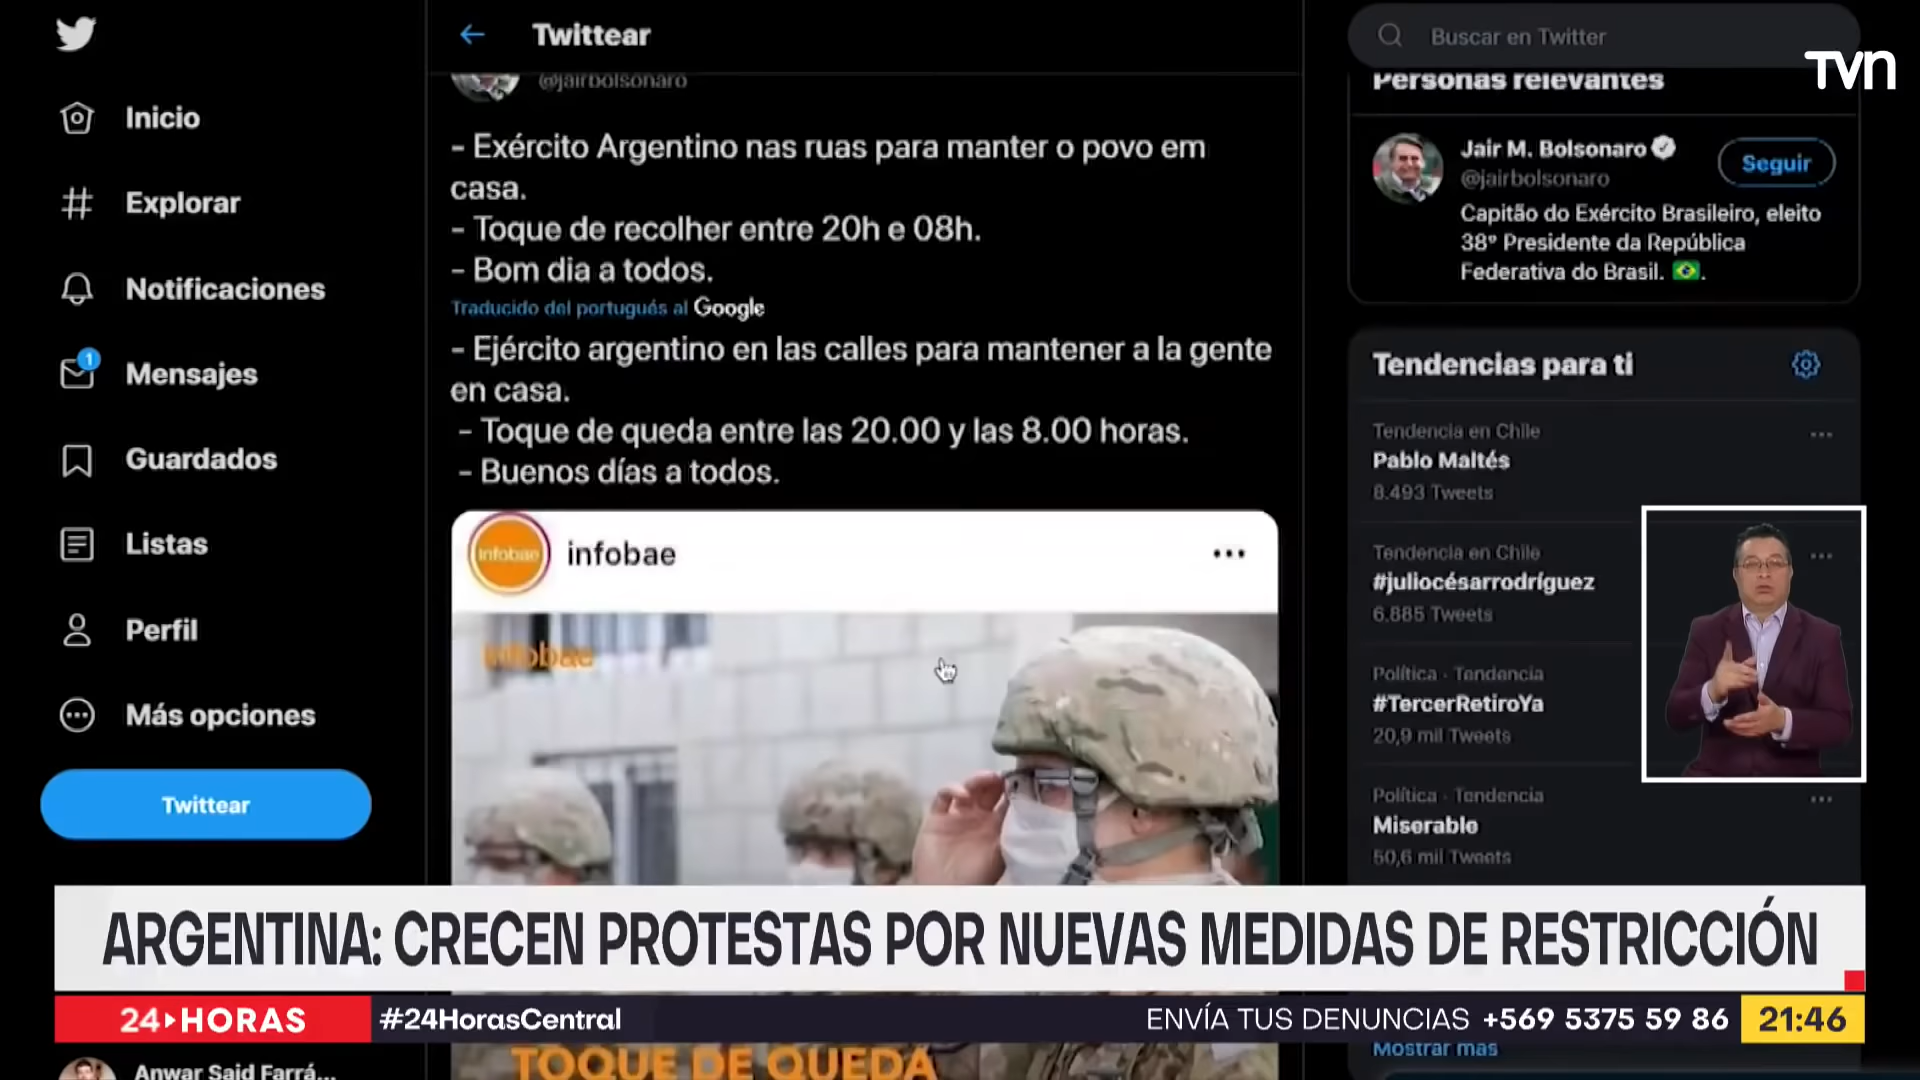 Inicio
Explorar
Notificaciones
1
Mensajes
Guardados
Listas
Perfil
Más opciones
Twittear
Anwar Said Farrá...
Twittear
@jairbolsonaro
- Exército Argentino nas ruas para manter o povo em
casa.
- Toque de recolher entre 20h e 08h.
- Bom dia a todos.
Traducido del portugués al Google
- Ejército argentino en las calles para mantener a la gente
en casa.
- Toque de queda entre las 20.00 y las 8.00 horas.
- Buenos días a todos.
infobae
infobae
infobae
TOQUE DE QUEDA
Buscar en Twitter
tvn
Personas relevantes
Jair M. Bolsonaro
@jairbolsonaro
Seguir
Capitão do Exército Brasileiro, eleito
38º Presidente da República
Federativa do Brasil.
Tendencias para ti
Tendencia en Chile
Pablo Maltés
8.493 Tweets
Tendencia en Chile
#juliocésarrodríguez
6.885 Tweets
Política · Tendencia
#TercerRetiroYa
20,9 mil Tweets
Política · Tendencia
Miserable
50,6 mil Tweets
Mostrar más
ARGENTINA: CRECEN PROTESTAS POR NUEVAS MEDIDAS DE RESTRICCIÓN
24 HORAS
#24HorasCentral
ENVÍA TUS DENUNCIAS +569 5375 59 86
21:46